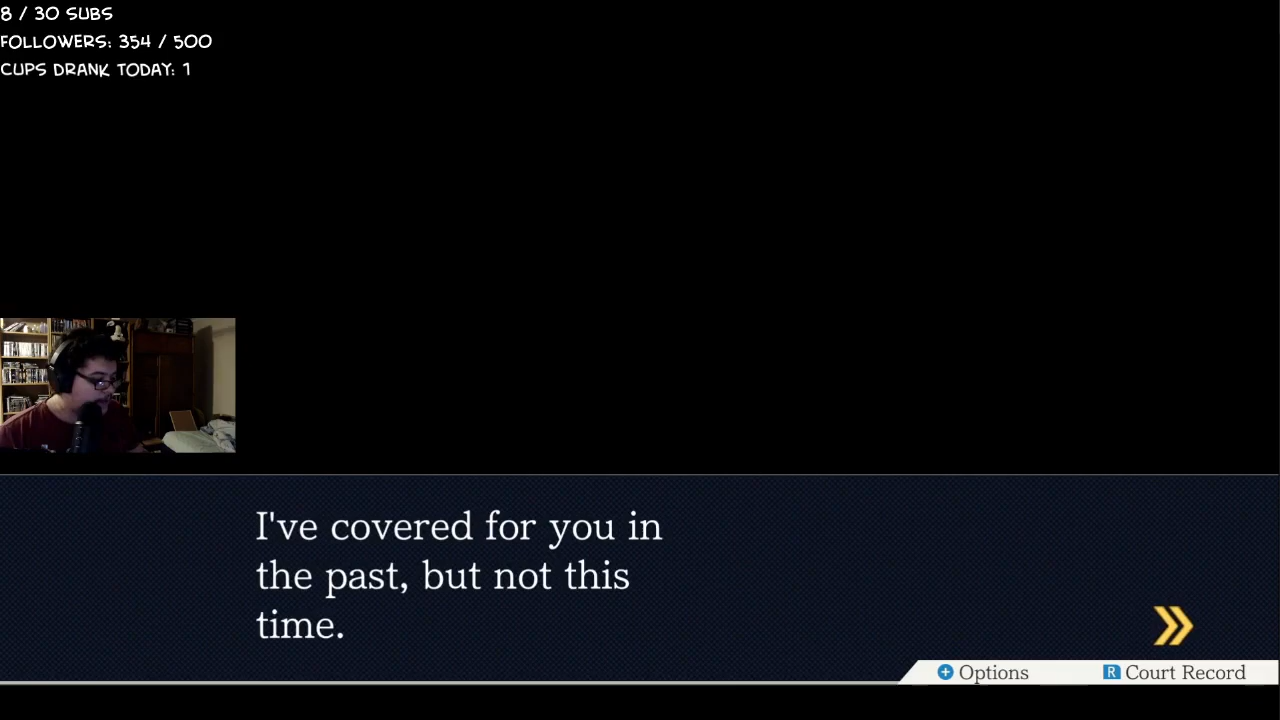 8 / 30 SUBS
FOLLOWERS: 354 / 500
CUPS DRANK TODAY: 1
I've covered for you in
the past, but not this
time.
+ Options
R Court Record